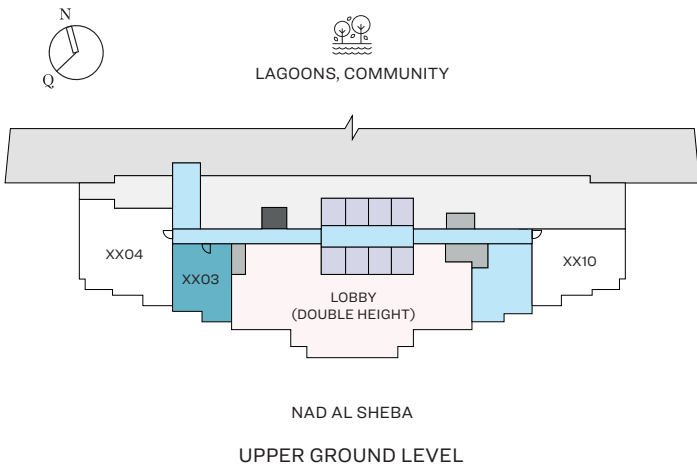 N
Q
LAGOONS, COMMUNITY
XX04
XX03
XX10
LOBBY
(DOUBLE HEIGHT)
NAD AL SHEBA
UPPER GROUND LEVEL